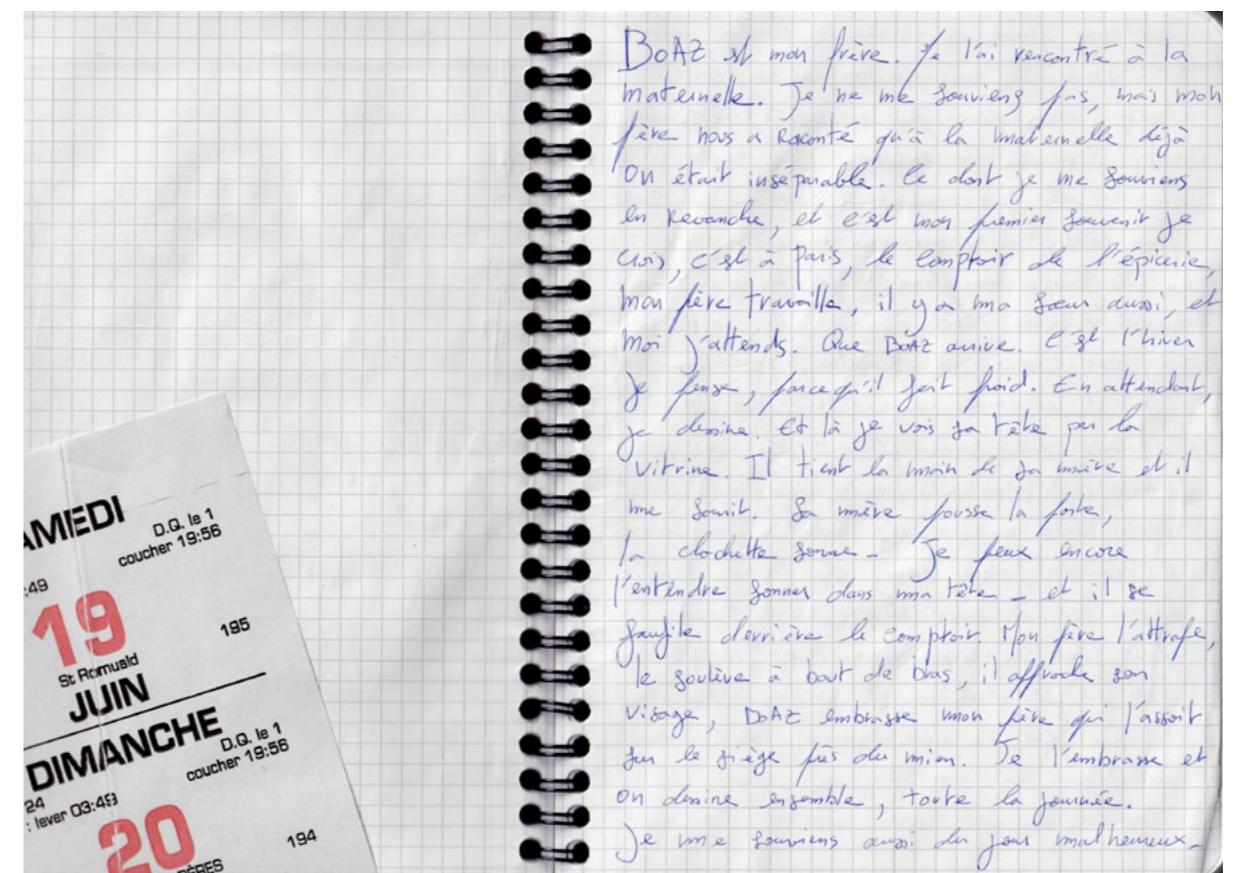 AMEDI
D.Q. le 1
coucher 19:56
:49
19
195
St Romuald
JUIN
DIMANCHE
D.Q. le 1
coucher 19:56
24
: lever 03:49
20
194
ÈRES
BOAZ est mon frère. Je l'ai rencontré à la
maternelle. Je ne me souviens pas, mais mon
père nous a raconté qu'à la maternelle déjà
on était inséparable. Ce dont je me souviens
en revanche, et c'est mon premier souvenir je
crois, c'est à Paris, le comptoir de l'épicerie,
mon père travaille, il y a ma sœur aussi, et
moi j'attends. Que BOAZ arrive. C'est l'hiver
je pense, parce qu'il fait froid. En attendant,
je dessine. Et là je vois sa tête par la
vitrine. Il tient la main de sa mère et il
me sourit. Sa mère pousse la porte,
la clochette sonne - Je peux encore
l'entendre sonner dans ma tête - et il se
faufile derrière le comptoir. Mon père l'attrape,
le soulève à bout de bras, il approche son
visage, BOAZ embrasse mon père qui l'assoit
sur le siège près du mien. Je l'embrasse et
on dessine ensemble, toute la journée.
Je me souviens aussi du jour malheureux -